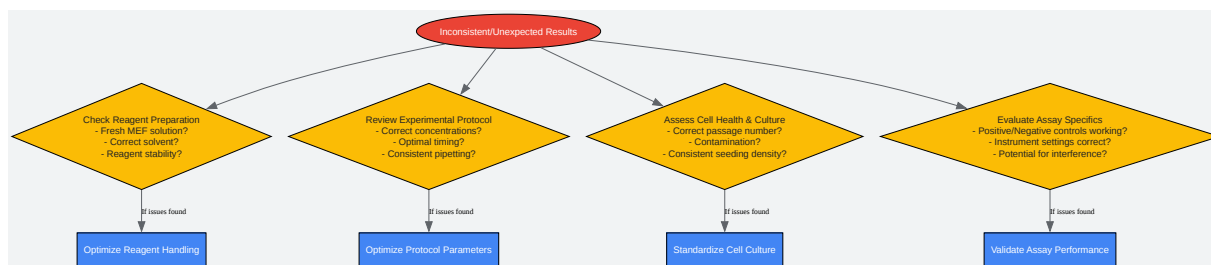 Inconsistent/Unexpected Results
Check Reagent Preparation
- Fresh MEF solution?
- Correct solvent?
- Reagent stability?
Review Experimental Protocol
- Correct concentrations?
- Optimal timing?
- Consistent pipetting?
Assess Cell Health & Culture
- Correct passage number?
- Contamination?
- Consistent seeding density?
Evaluate Assay Specifics
- Positive/Negative controls working?
- Instrument settings correct?
- Potential for interference?
If issues found
If issues found
If issues found
If issues found
Optimize Reagent Handling
Optimize Protocol Parameters
Standardize Cell Culture
Validate Assay Performance